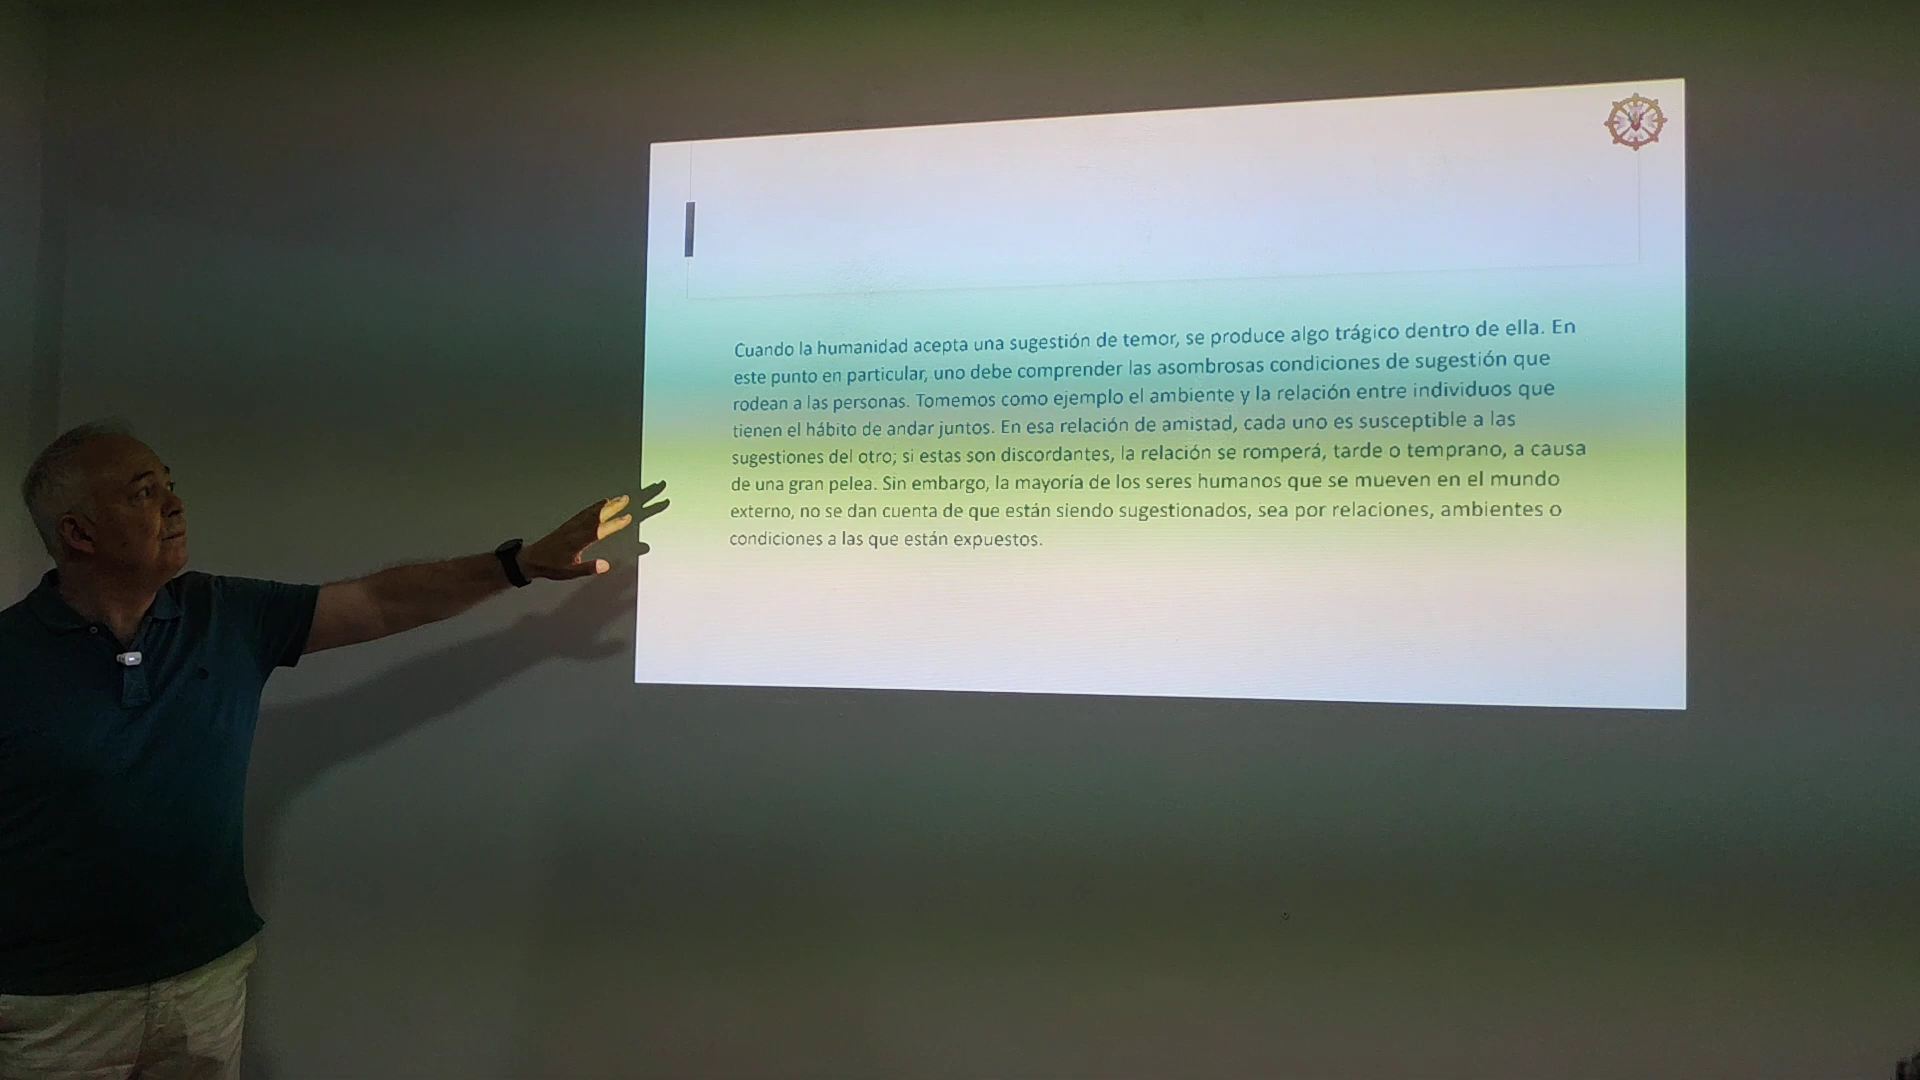 Cuando la humanidad acepta una sugestión de temor, se produce algo trágico dentro de ella. En
este punto en particular, uno debe comprender las asombrosas condiciones de sugestión que
rodean a las personas. Tomemos como ejemplo el ambiente y la relación entre individuos que
tienen el hábito de andar juntos. En esa relación de amistad, cada uno es susceptible a las
sugestiones del otro; si estas son discordantes, la relación se romperá, tarde o temprano, a causa
de una gran pelea. Sin embargo, la mayoría de los seres humanos que se mueven en el mundo
externo, no se dan cuenta de que están siendo sugestionados, sea por relaciones, ambientes o
condiciones a las que están expuestos.